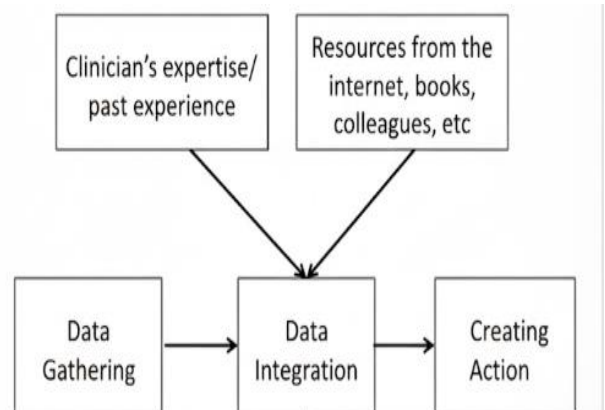 Clinician's expertise/
past experience
Resources from the
internet, books,
colleagues, etc
Data
Gathering
Data
Integration
Creating
Action